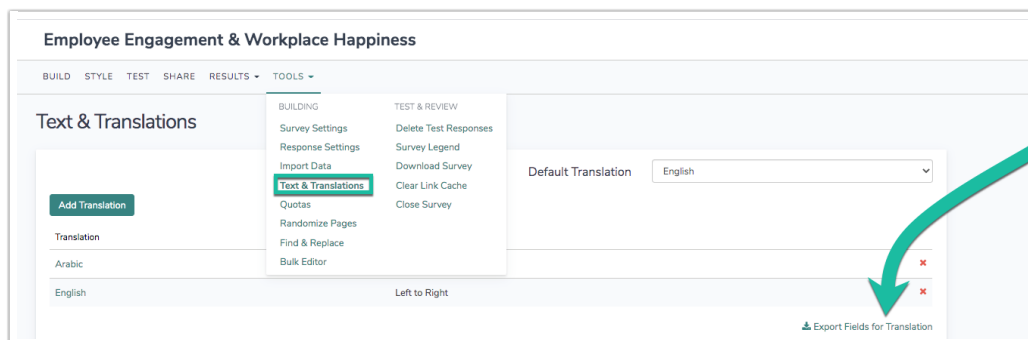 Employee Engagement & Workplace Happiness
BUILD STYLE TEST SHARE RESULTS TOOLS
Text & Translations
BUILDING
Survey Settings
Response Settings
Import Data
Text & Translations
Quotas
Randomize Pages
Find & Replace
Bulk Editor
TEST & REVIEW
Delete Test Responses
Survey Legend
Download Survey
Clear Link Cache
Close Survey
Default Translation English
Add Translation
Translation
Arabic
English Left to Right
Export Fields for Translation